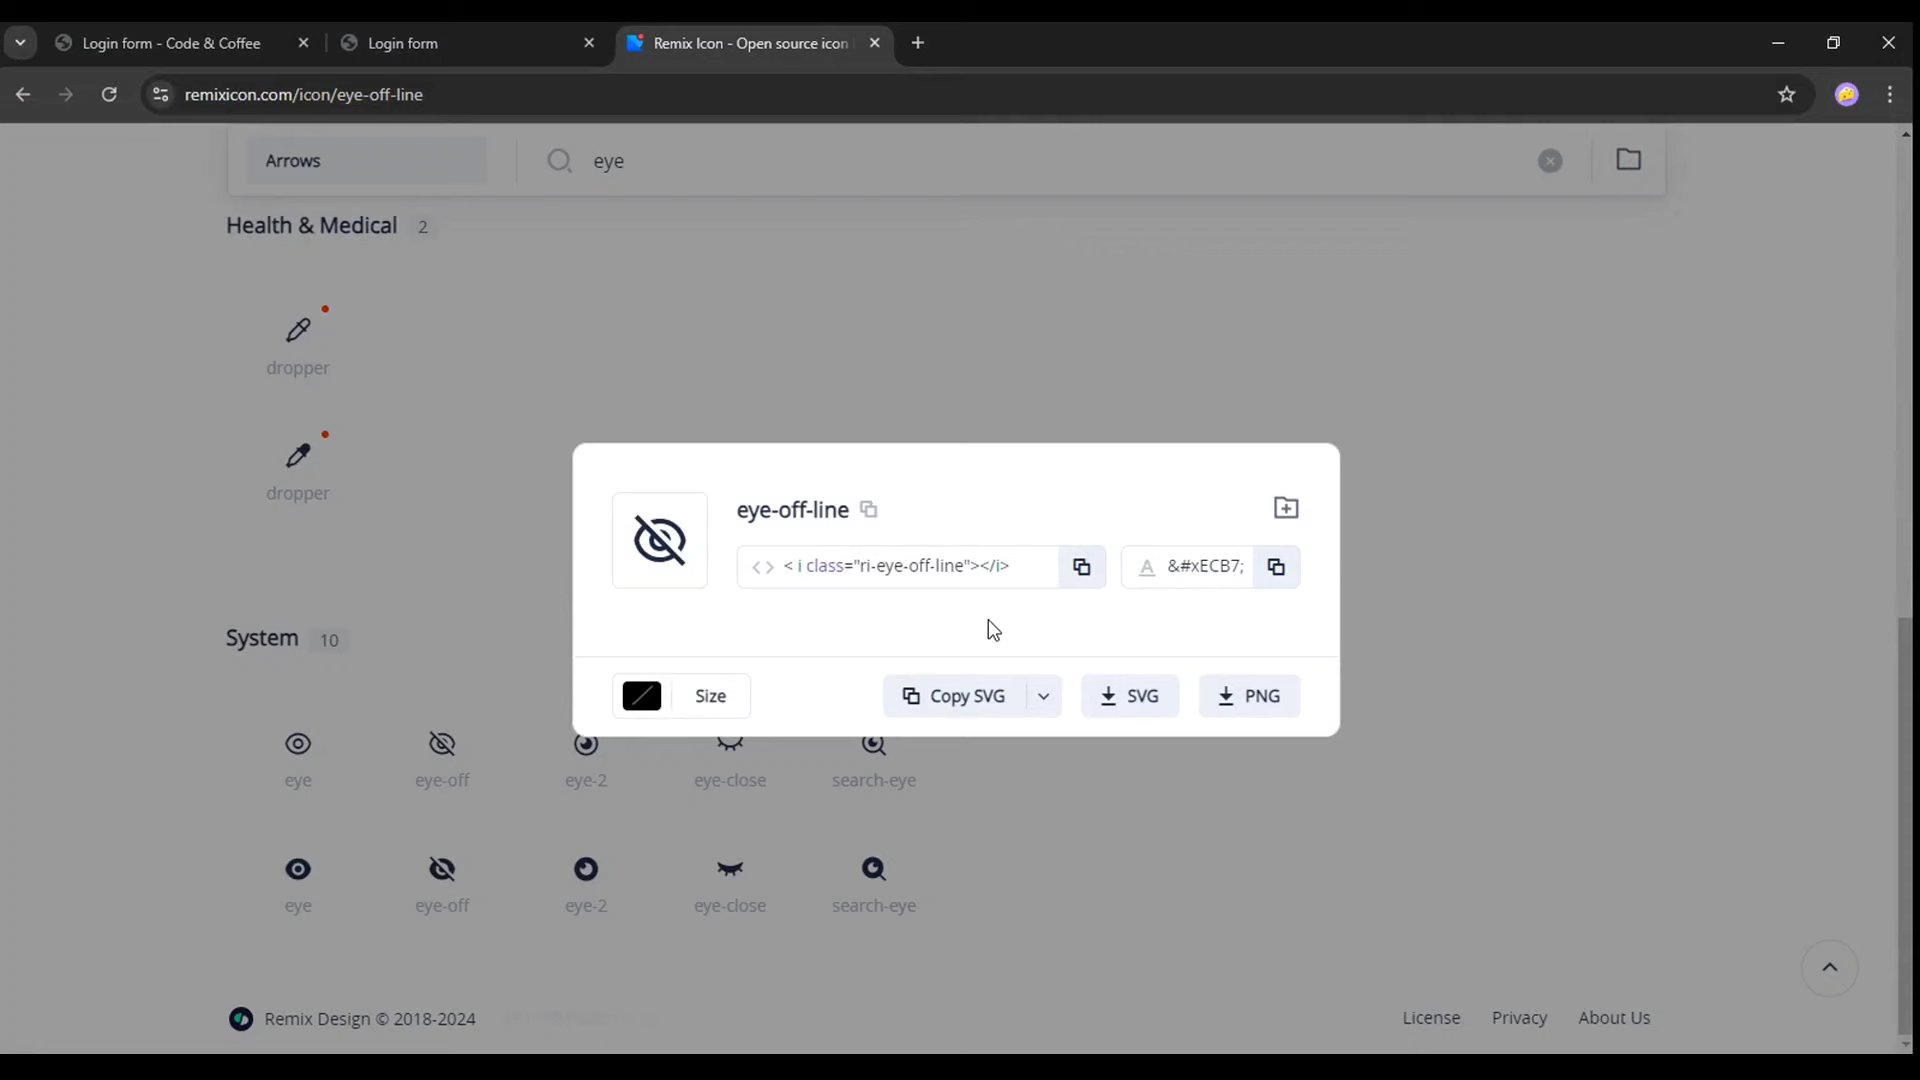 Login form - Code & Coffee
Login form
Remix Icon - Open source icon
remixicon.com/icon/eye-off-line
Arrows
eye
Health & Medical 2
dropper
dropper
eye-off-line
<i class="ri-eye-off-line"></i>
&#xECB7;
System 10
Size
Copy SVG
SVG
PNG
eye
eye-off
eye-2
eye-close
search-eye
eye
eye-off
eye-2
eye-close
search-eye
Remix Design © 2018-2024
License
Privacy
About Us